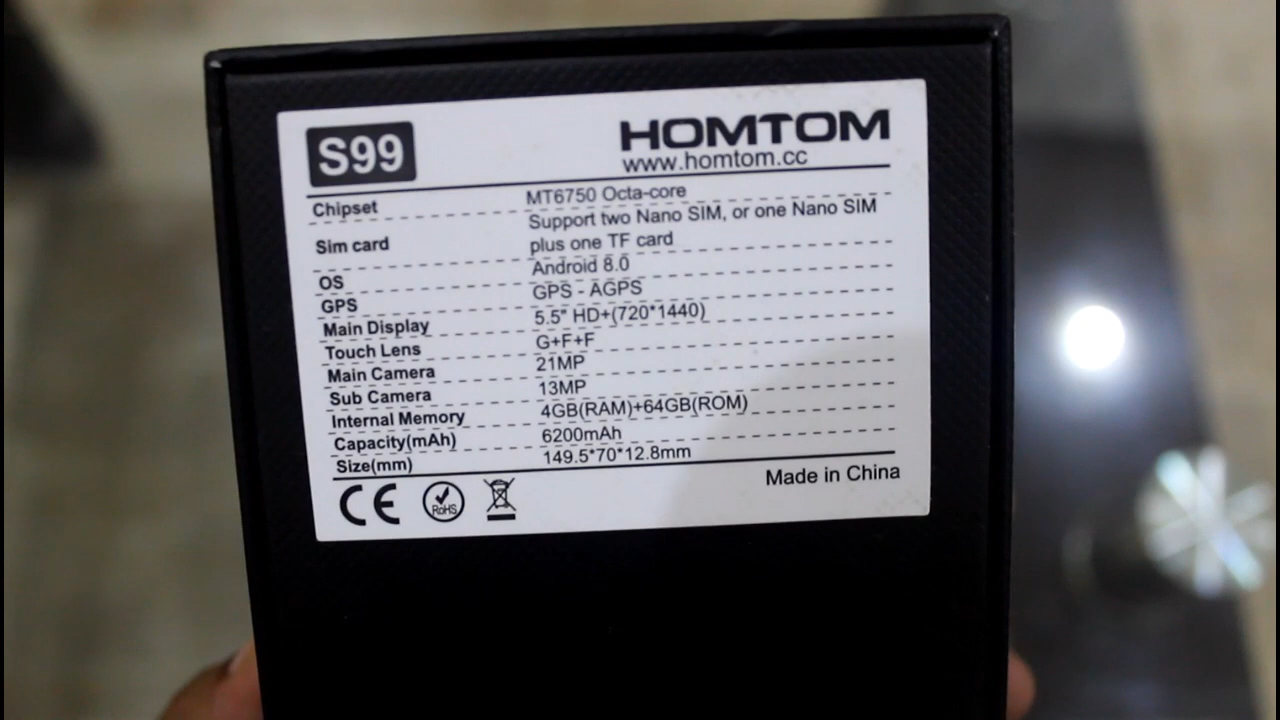 S99
HOMTOM
www.homtom.cc
Chipset MT6750 Octa-core
Sim card Support two Nano SIM, or one Nano SIM
plus one TF card
OS Android 8.0
GPS GPS - AGPS
Main Display 5.5" HD+(720*1440)
Touch Lens G+F+F
Main Camera 21MP
Sub Camera 13MP
Internal Memory 4GB(RAM)+64GB(ROM)
Capacity(mAh) 6200mAh
Size(mm) 149.5*70*12.8mm
CE RoHS Made in China